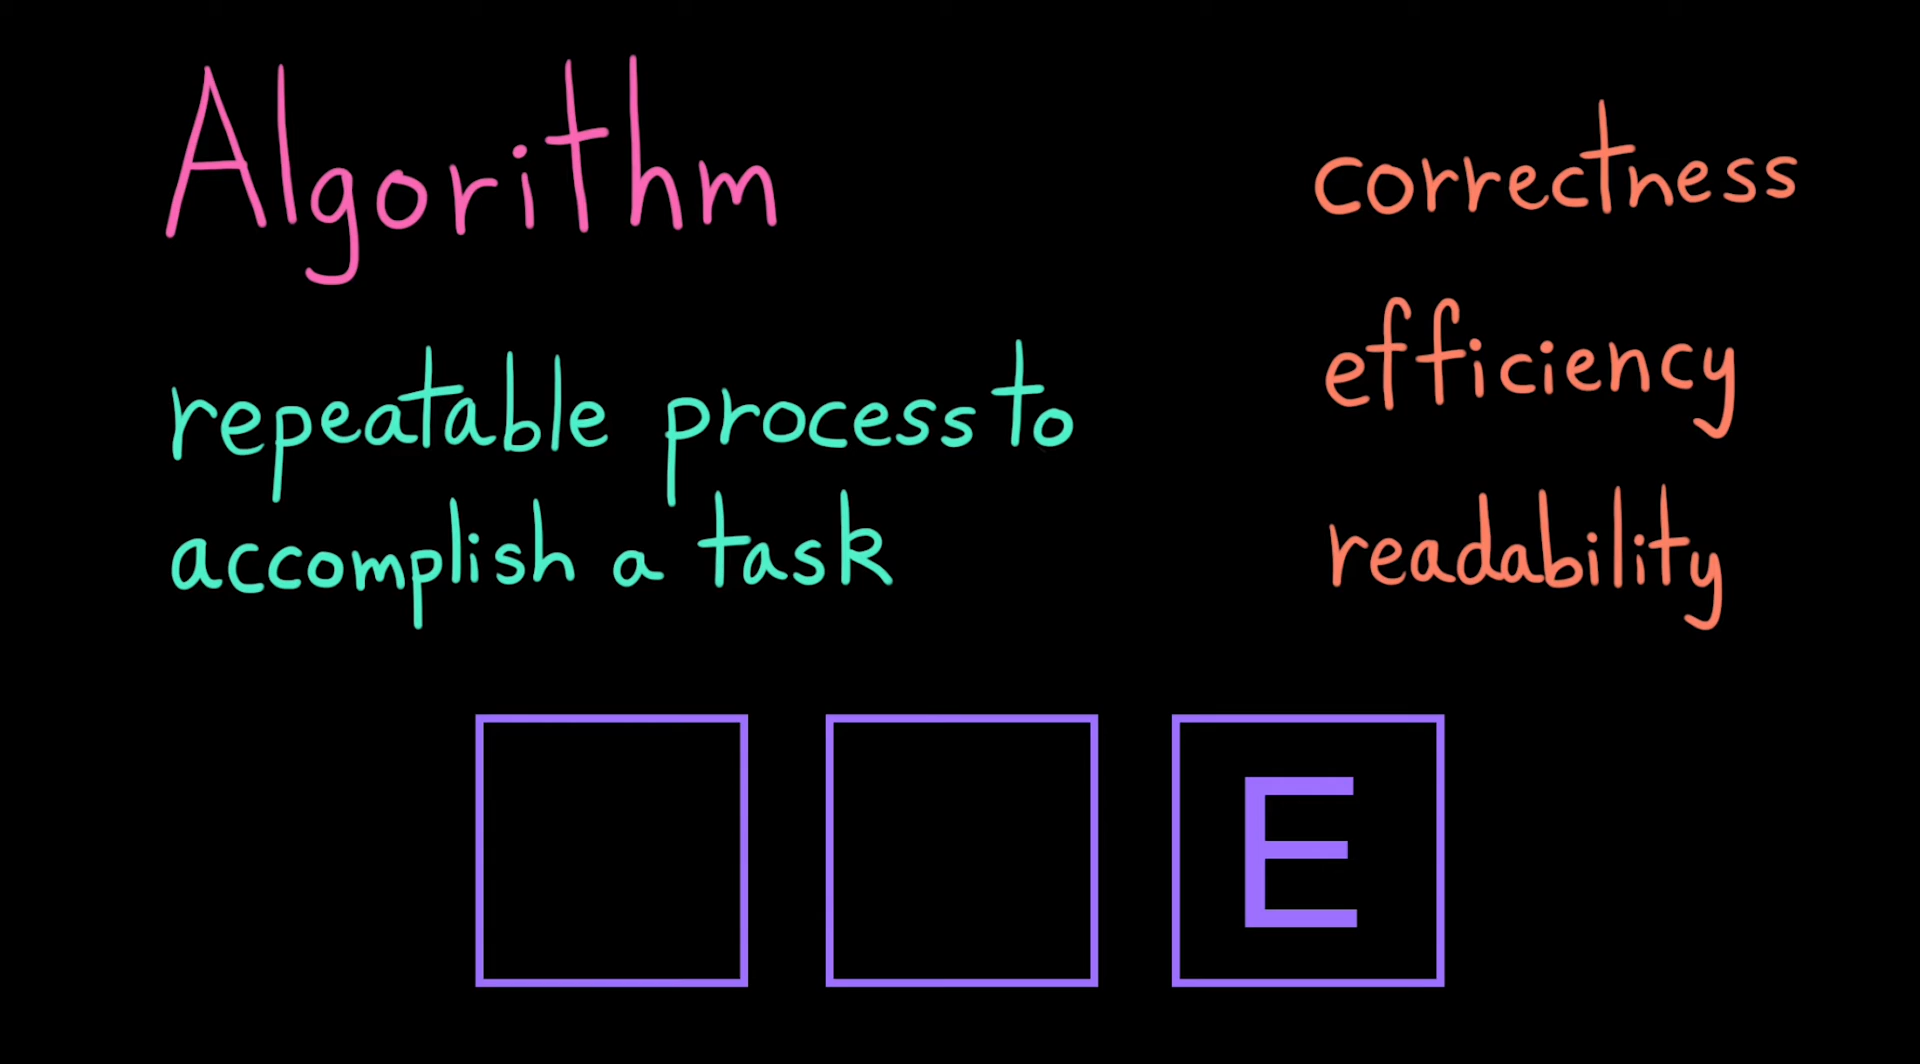 Algorithm
repeatable process to
accomplish a task
correctness
efficiency
readability
E